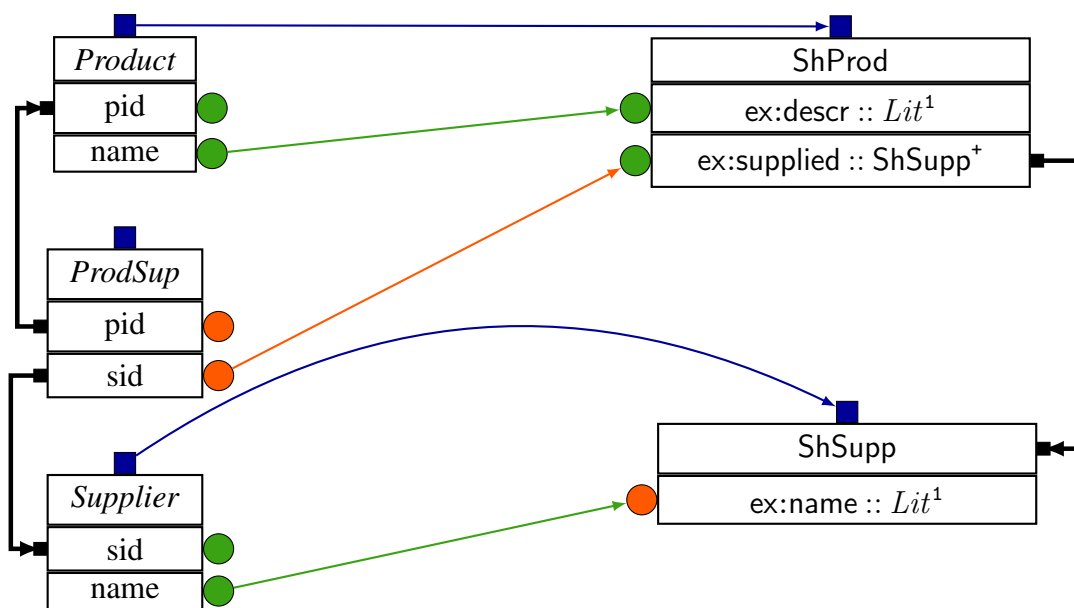 Product
pid
name
ProdSup
pid
sid
Supplier
sid
name
ShProd
ex:descr :: Lit¹
ex:supplied :: ShSupp⁺
ShSupp
ex:name :: Lit¹